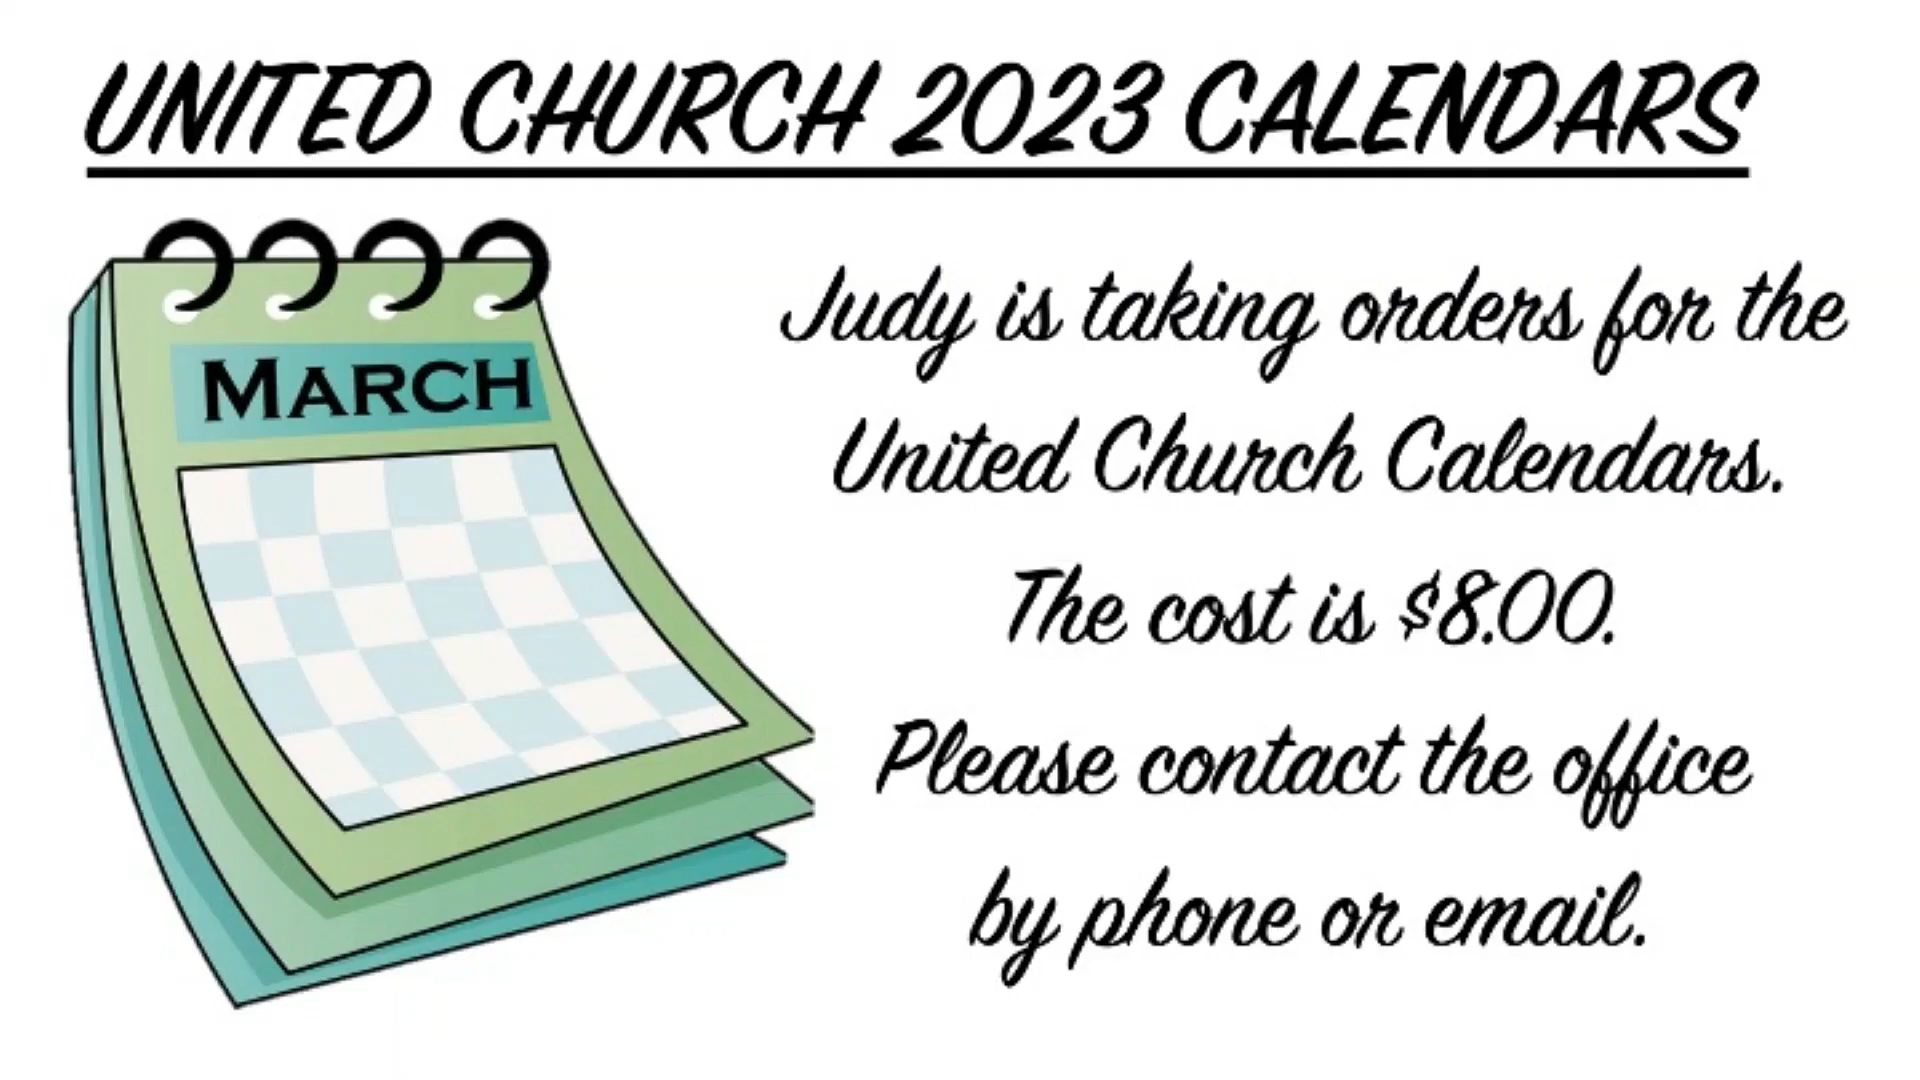 UNITED CHURCH 2023 CALENDARS
MARCH
Judy is taking orders for the
United Church Calendars.
The cost is $8.00.
Please contact the office
by phone or email.